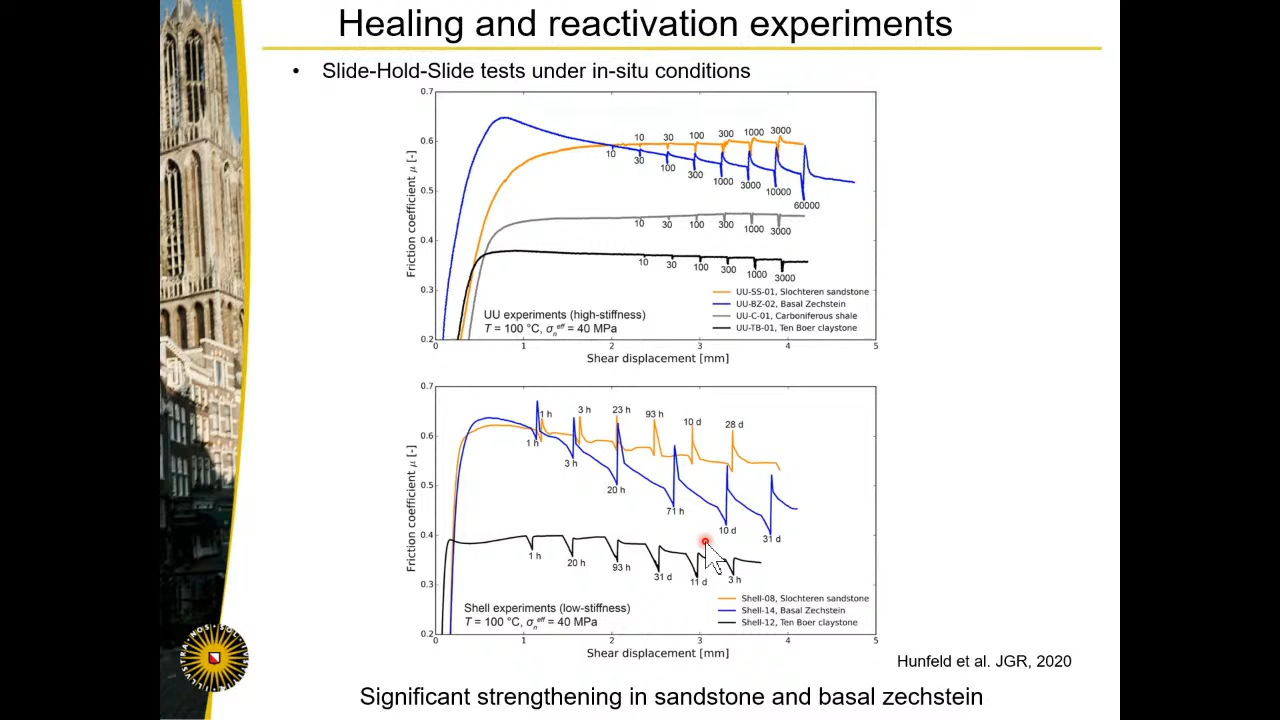 Healing and reactivation experiments
• Slide-Hold-Slide tests under in-situ conditions
0.7
0.6
0.5
0.4
0.3
0.2
Friction coefficient μ [-]
10 30 100 300 1000 3000
10 30 100 300 1000 3000 10000 60000
10 30 100 300 1000 3000
10 30 100 300 1000 3000
UU experiments (high-stiffness)
T = 100 °C, σₙᵉᶠᶠ = 40 MPa
UU-SS-01, Slochteren sandstone
UU-BZ-02, Basal Zechstein
UU-C-01, Carboniferous shale
UU-TB-01, Ten Boer claystone
0 1 2 3 4 5
Shear displacement [mm]
0.7
0.6
0.5
0.4
0.3
0.2
Friction coefficient μ [-]
1 h 3 h 23 h 93 h 10 d 28 d
1 h 3 h 20 h 71 h 10 d 31 d
1 h 20 h 93 h 31 d 11 d 3 h
Shell experiments (low-stiffness)
T = 100 °C, σₙᵉᶠᶠ = 40 MPa
Shell-08, Slochteren sandstone
Shell-14, Basal Zechstein
Shell-12, Ten Boer claystone
0 1 2 3 4 5
Shear displacement [mm]
Hunfeld et al. JGR, 2020
Significant strengthening in sandstone and basal zechstein